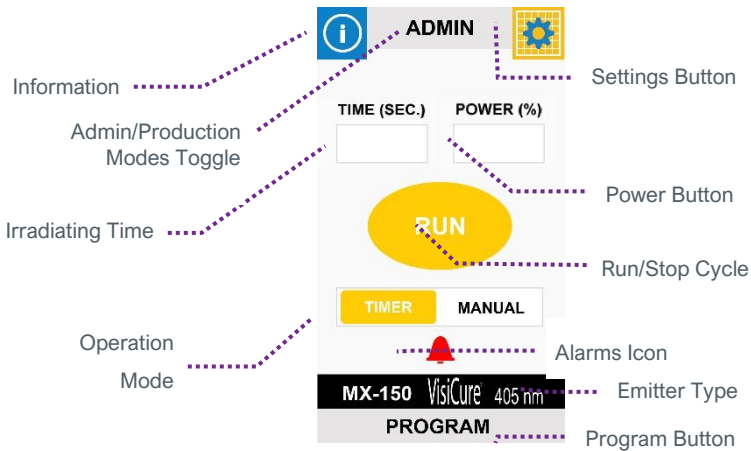 ADMIN
Information
Settings Button
TIME (SEC.) POWER (%)
Admin/Production
Modes Toggle
Power Button
Irradiating Time
RUN
Run/Stop Cycle
TIMER MANUAL
Operation
Mode
Alarms Icon
MX-150 VisiCure 405 nm
Emitter Type
PROGRAM
Program Button